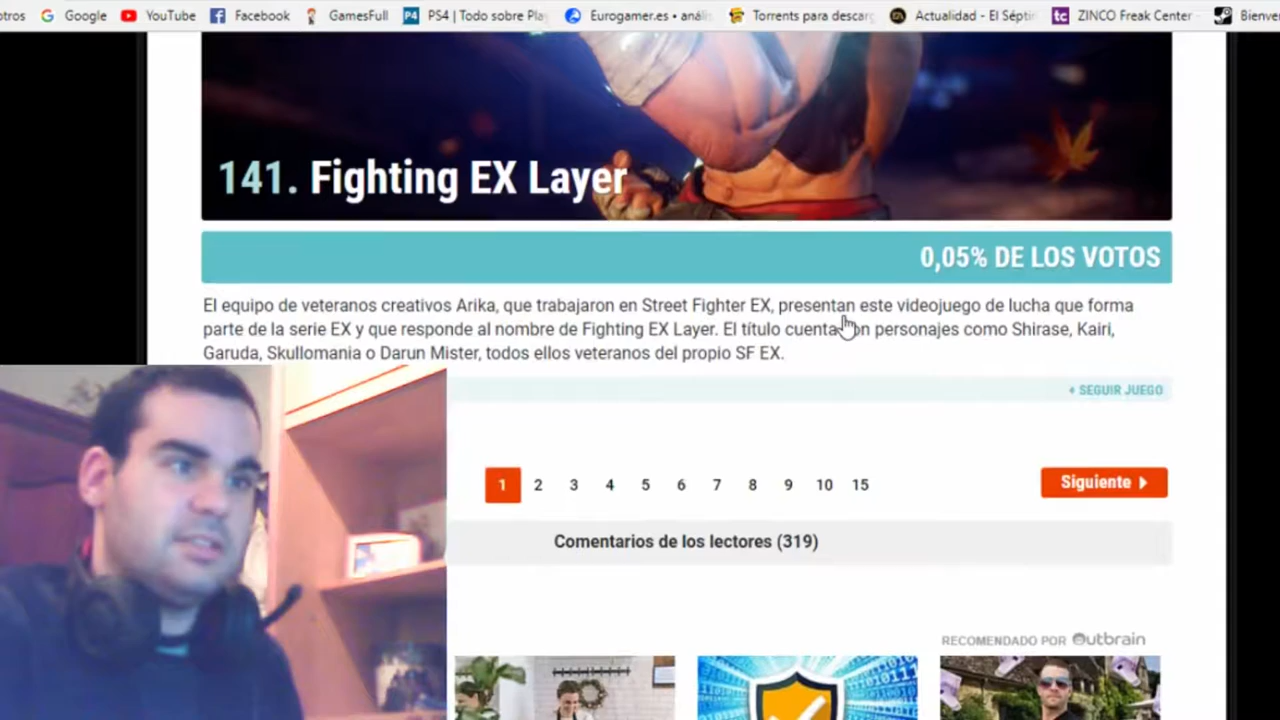 otros Google YouTube Facebook GamesFull PS4 | Todo sobre Play Eurogamer.es • anális Torrents para descarg Actualidad - El Séptim ZINCO Freak Center Bienve
141. Fighting EX Layer
0,05% DE LOS VOTOS
El equipo de veteranos creativos Arika, que trabajaron en Street Fighter EX, presentan este videojuego de lucha que forma
parte de la serie EX y que responde al nombre de Fighting EX Layer. El título cuenta con personajes como Shirase, Kairi,
Garuda, Skullomania o Darun Mister, todos ellos veteranos del propio SF EX.
+ SEGUIR JUEGO
1 2 3 4 5 6 7 8 9 10 15 Siguiente
Comentarios de los lectores (319)
RECOMENDADO POR Outbrain